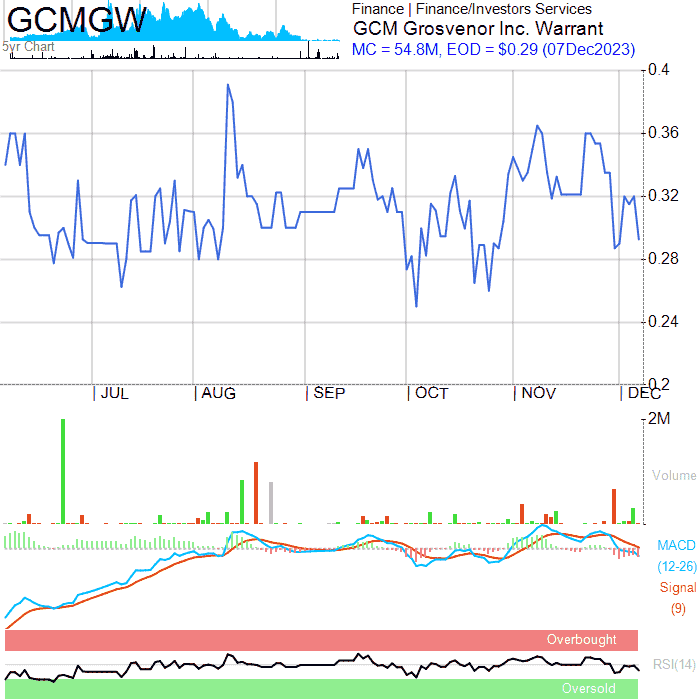 GCMGW
5yr Chart
Finance | Finance/Investors Services
GCM Grosvenor Inc. Warrant
MC = 54.8M, EOD = $0.29 (07Dec2023)
0.4
0.36
0.32
0.28
0.24
0.2
JUL AUG SEP OCT NOV DEC
2M
Volume
MACD
(12-26)
Signal
(9)
Overbought
RSI(14)
Oversold